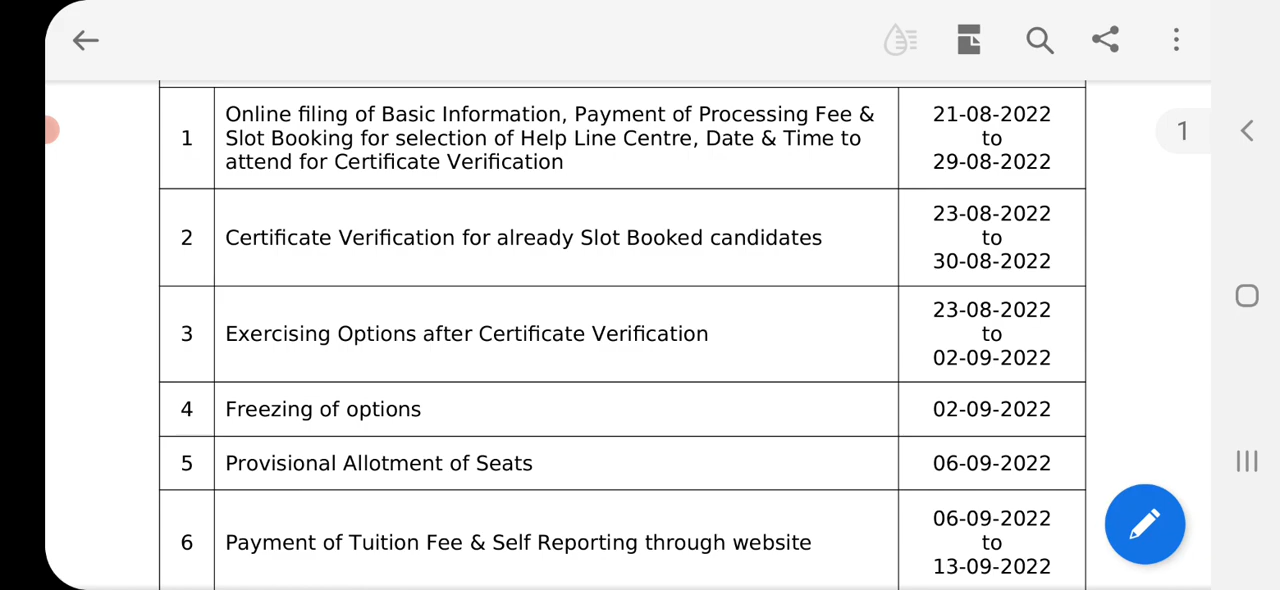 1
Online filing of Basic Information, Payment of Processing Fee &
Slot Booking for selection of Help Line Centre, Date & Time to
attend for Certificate Verification
21-08-2022
to
29-08-2022
1
2
Certificate Verification for already Slot Booked candidates
23-08-2022
to
30-08-2022
3
Exercising Options after Certificate Verification
23-08-2022
to
02-09-2022
4
Freezing of options
02-09-2022
5
Provisional Allotment of Seats
06-09-2022
6
Payment of Tuition Fee & Self Reporting through website
06-09-2022
to
13-09-2022